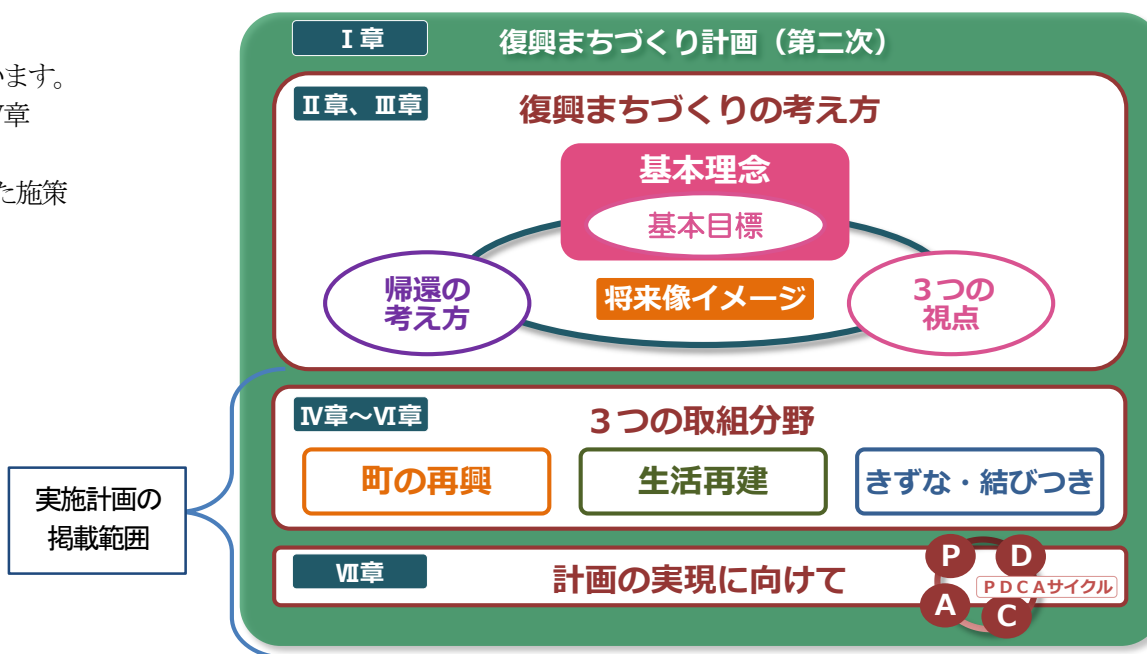 います。
章
た施策
Ⅰ章
復興まちづくり計画（第二次）
Ⅱ章、Ⅲ章
復興まちづくりの考え方
基本理念
基本目標
帰還の
考え方
将来像イメージ
３つの
視点
Ⅳ章～Ⅵ章
３つの取組分野
町の再興
生活再建
きずな・結びつき
実施計画の
掲載範囲
Ⅶ章
計画の実現に向けて
P
D
ＰＤＣＡサイクル
A
C